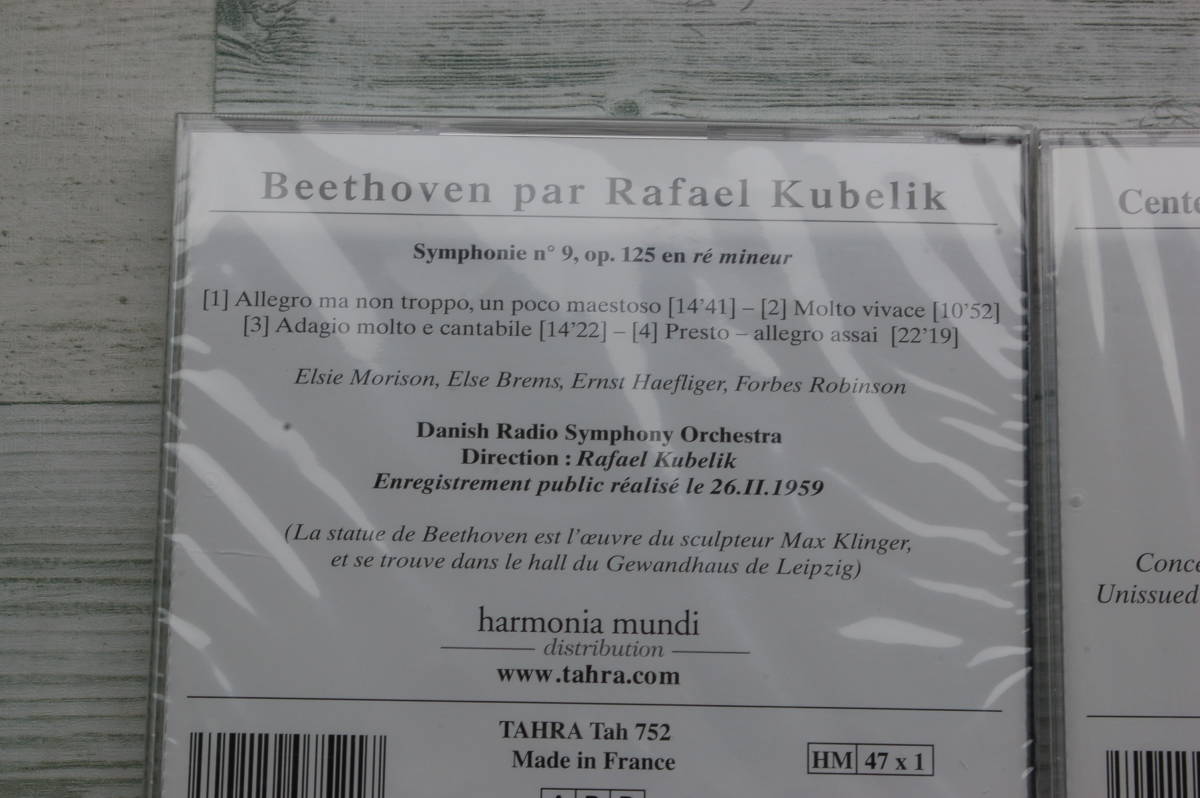 Beethoven par Rafael Kubelik
Symphonie n° 9, op. 125 en ré mineur
[1] Allegro ma non troppo, un poco maestoso [14'41] – [2] Molto vivace [10'52]
[3] Adagio molto e cantabile [14'22] – [4] Presto – allegro assai [22'19]
Elsie Morison, Else Brems, Ernst Haefliger, Forbes Robinson
Danish Radio Symphony Orchestra
Direction : Rafael Kubelik
Enregistrement public réalisé le 26.II.1959
(La statue de Beethoven est l'œuvre du sculpteur Max Klinger,
et se trouve dans le hall du Gewandhaus de Leipzig)
harmonia mundi
distribution
www.tahra.com
TAHRA Tah 752
Made in France
HM 47 x 1
Cente
Conce
Unissued